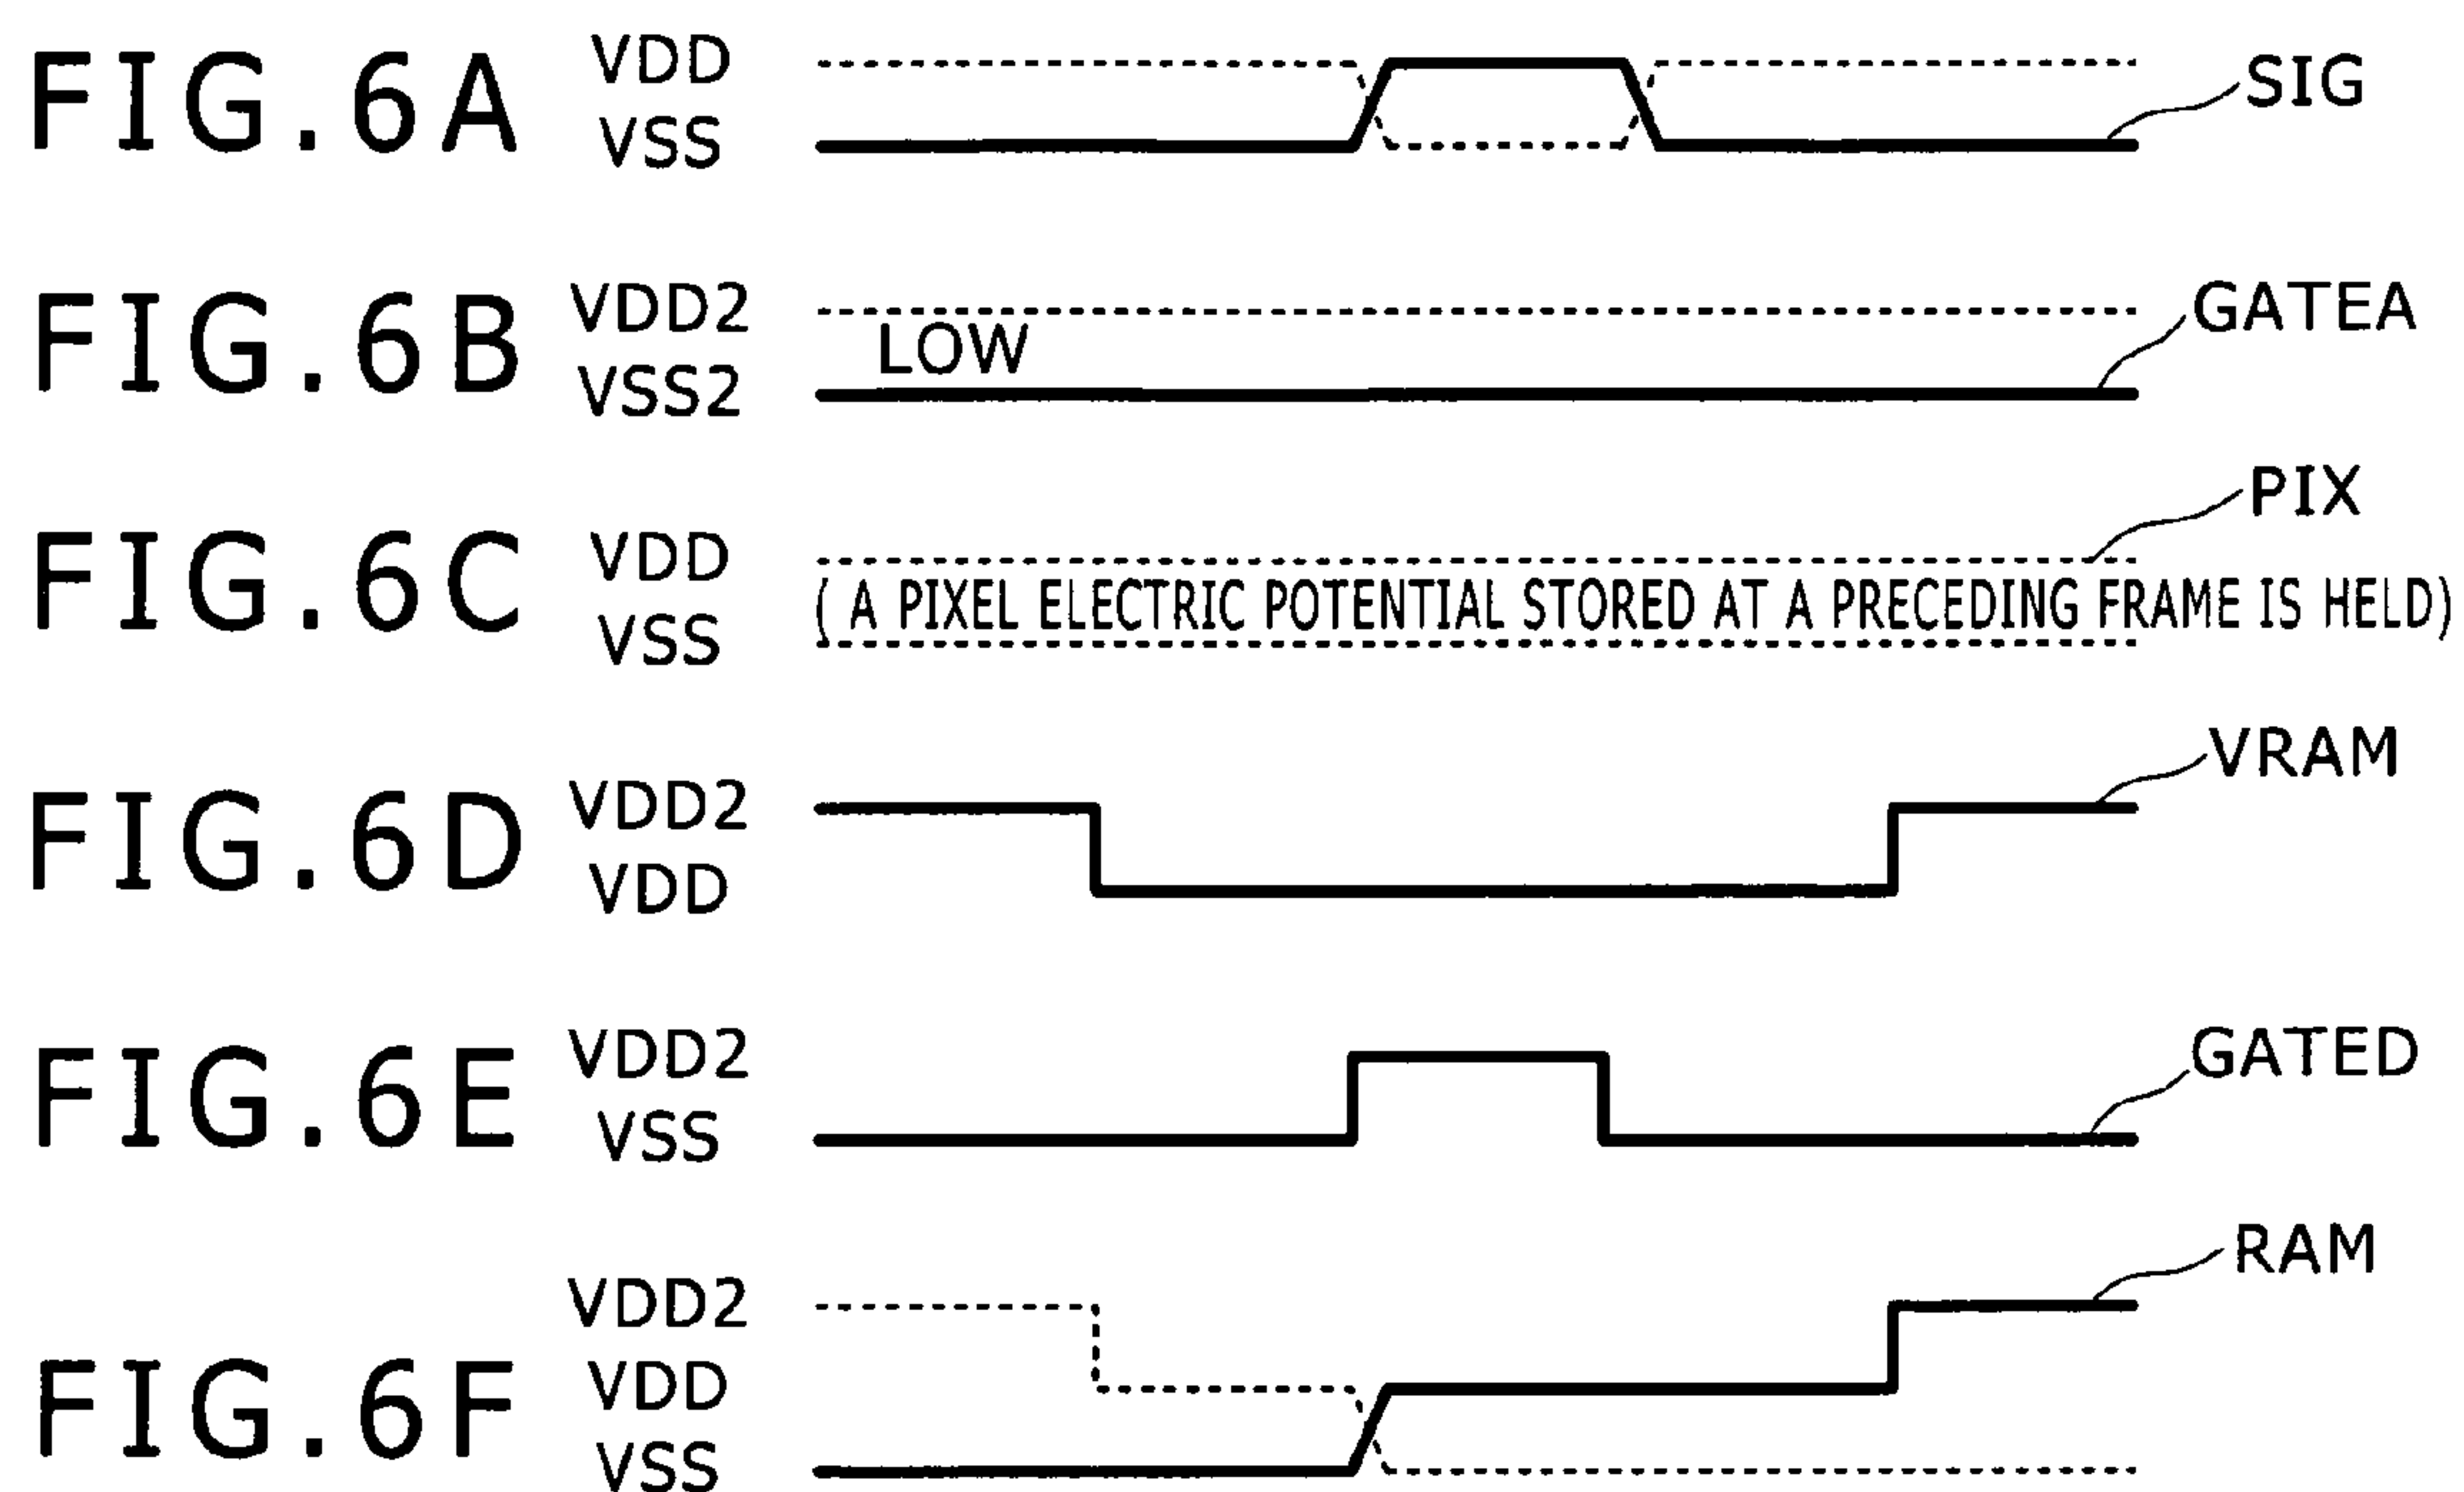 FIG.6A
VDD
VSS
SIG
FIG.6B
VDD2
VSS2
LOW
GATEA
FIG.6C
VDD
VSS
PIX
( A PIXEL ELECTRIC POTENTIAL STORED AT A PRECEDING FRAME IS HELD)
FIG.6D
VDD2
VDD
VRAM
FIG.6E
VDD2
VSS
GATED
FIG.6F
VDD2
VDD
VSS
RAM